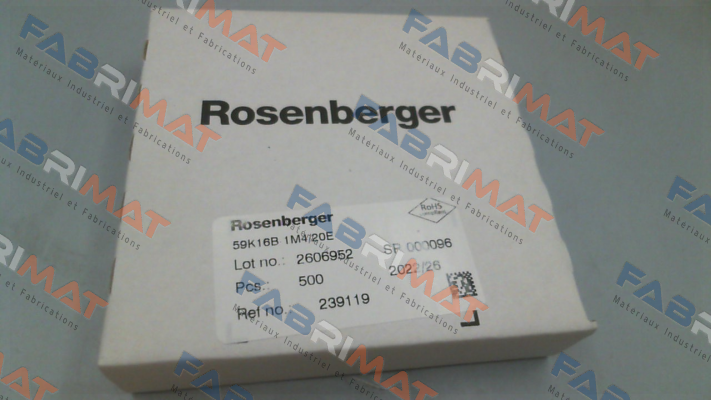 Rosenberger
Rosenberger
RoHS
59K16B 1M4/20E
SP 000096
Lot no.: 2606952
2022/26
Pcs.: 500
Ref no.: 239119
FABRIMAT
Materiaux Industriel et Fabrications